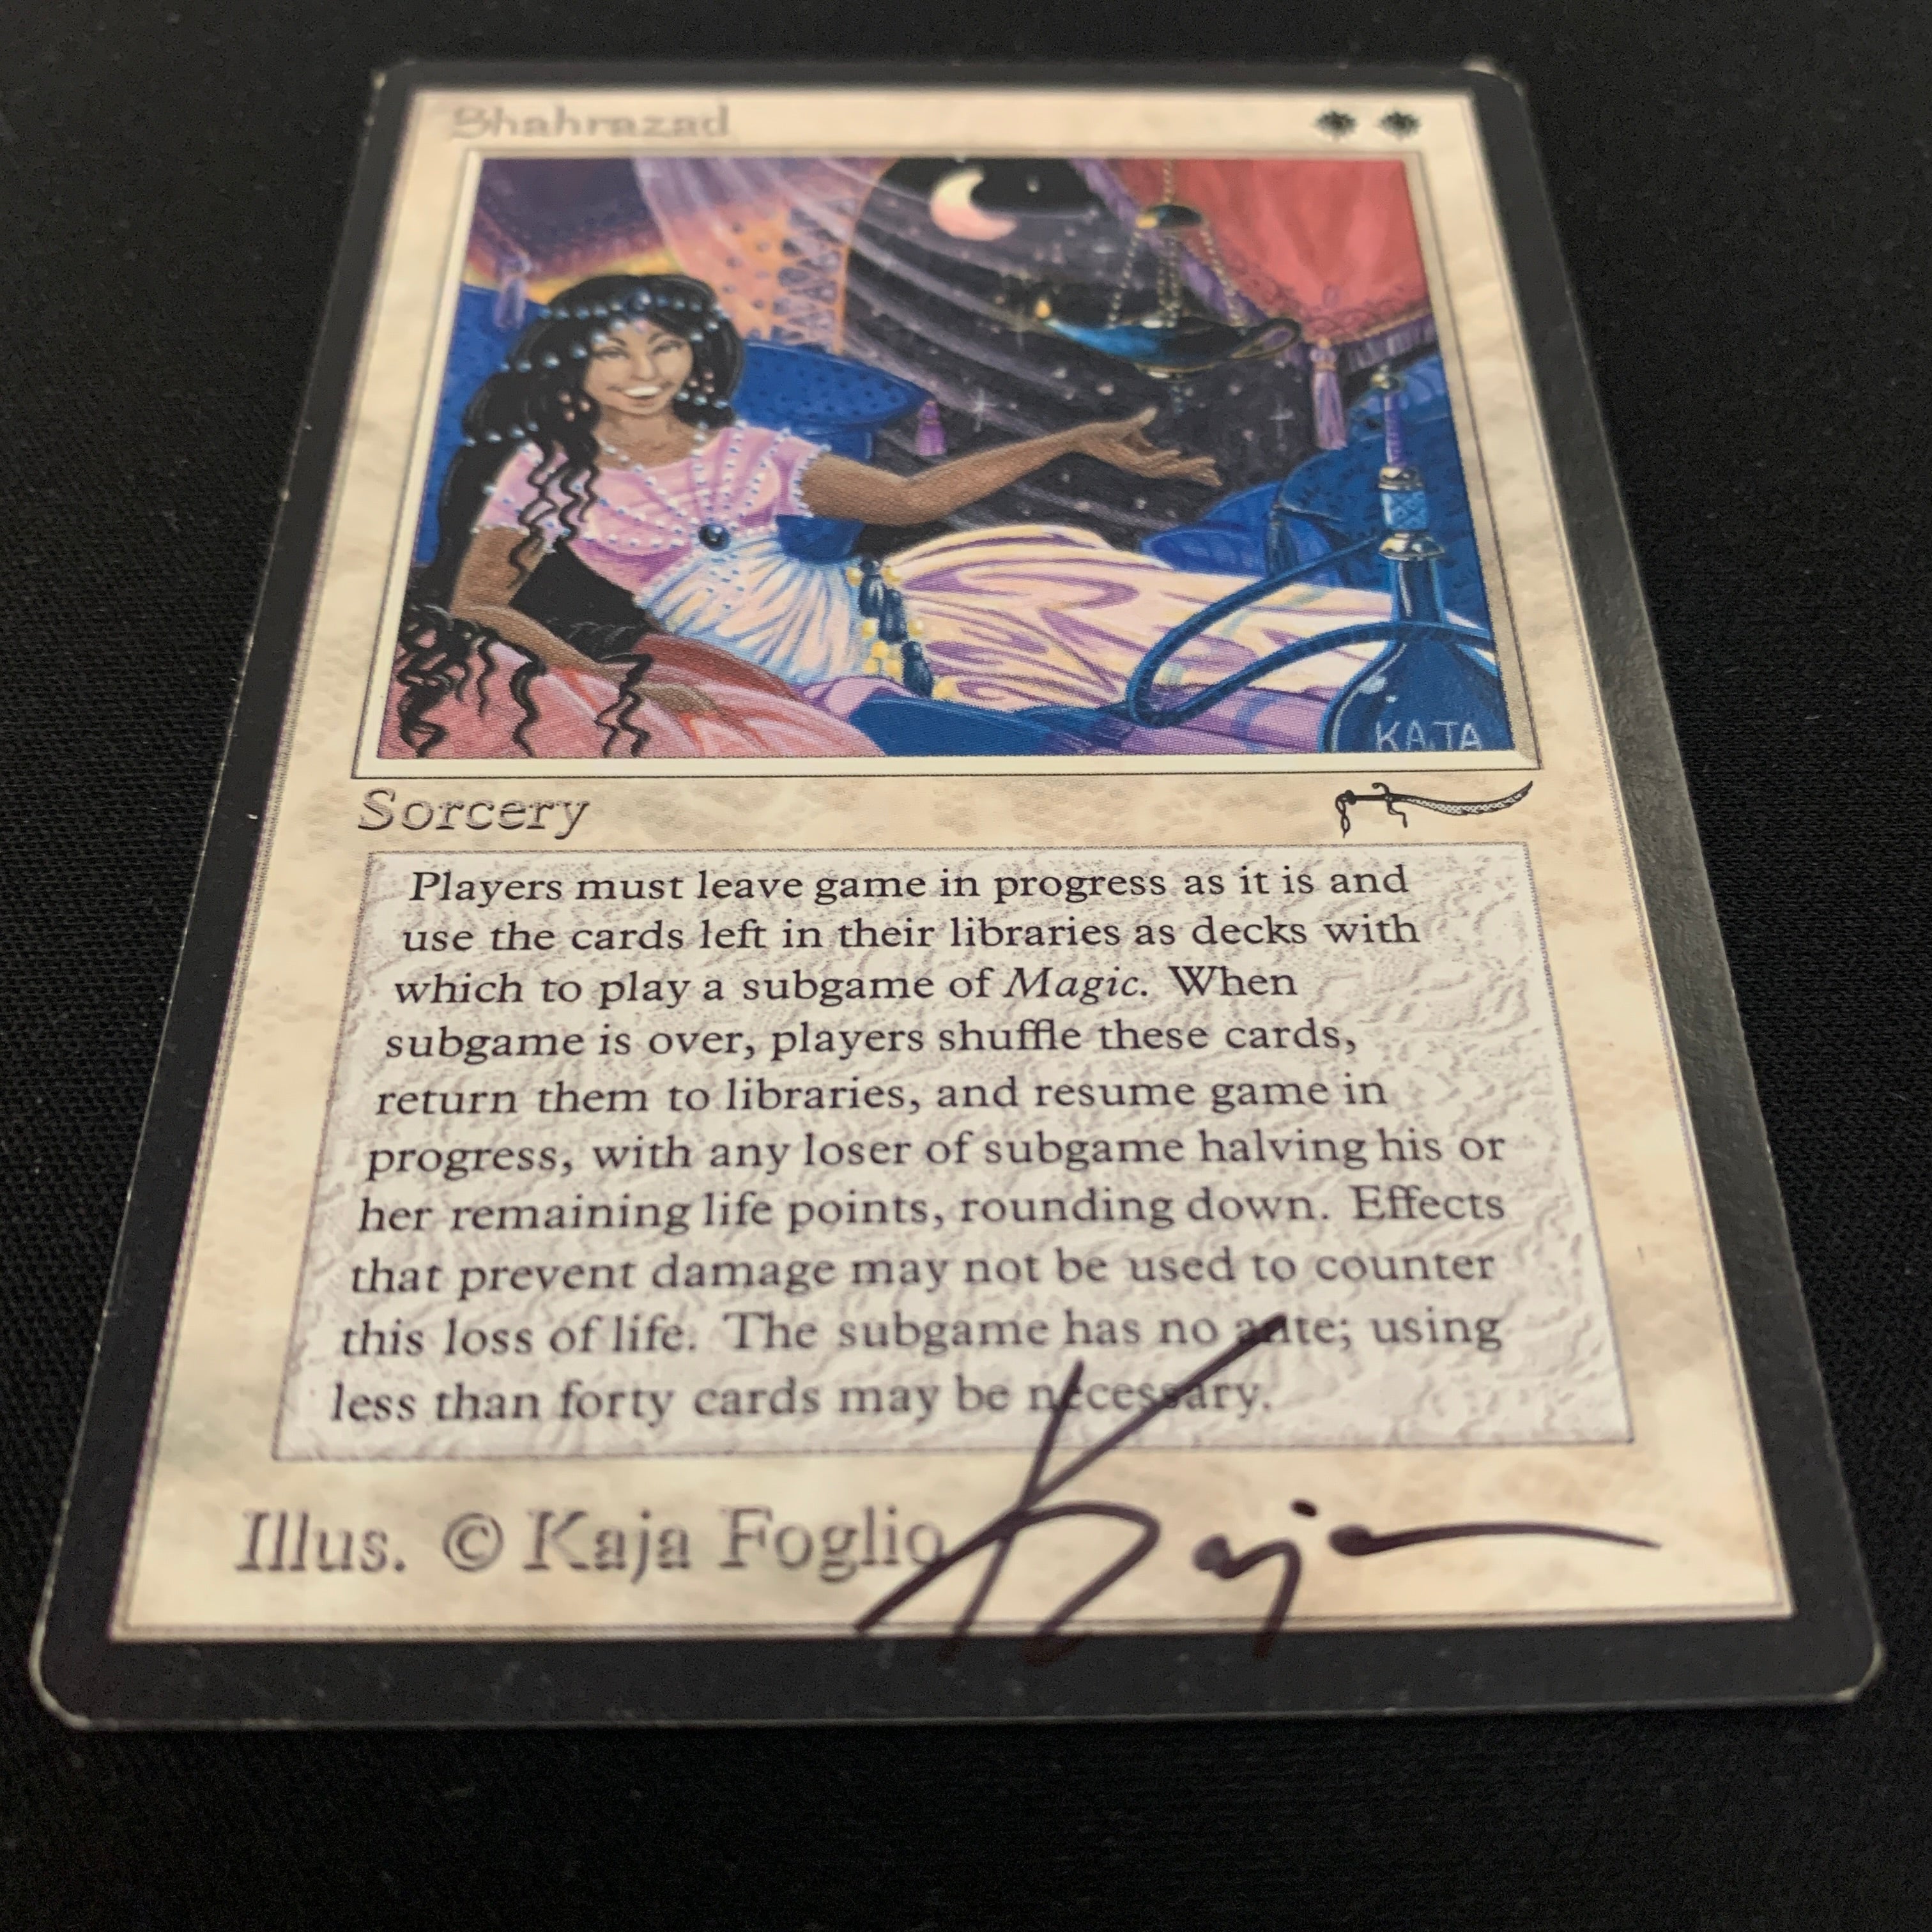 Shahrazad
KAJA
Sorcery
Players must leave game in progress as it is and
use the cards left in their libraries as decks with
which to play a subgame of Magic. When
subgame is over, players shuffle these cards,
return them to libraries, and resume game in
progress, with any loser of subgame halving his or
her remaining life points, rounding down. Effects
that prevent damage may not be used to counter
this loss of life. The subgame has no ante; using
less than forty cards may be necessary.
Illus. © Kaja Foglio
Kaja